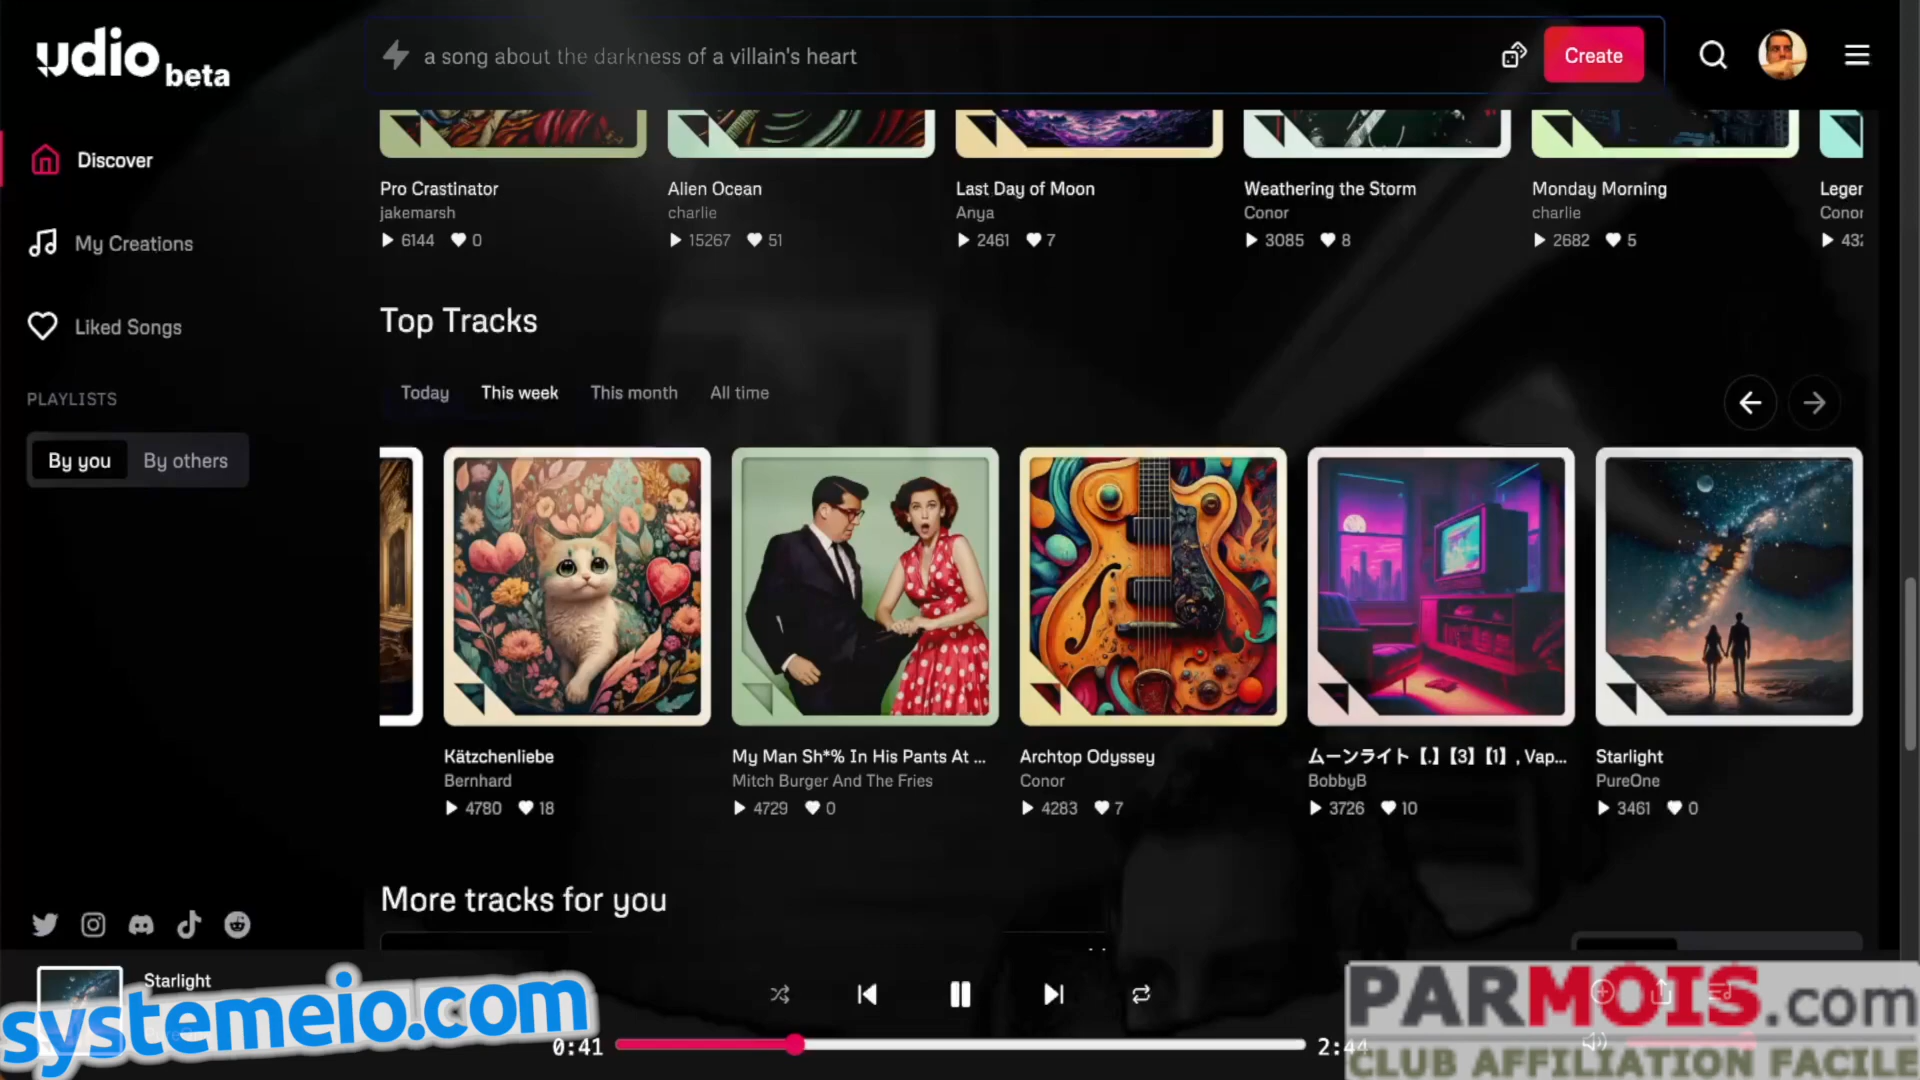 udio beta
a song about the darkness of a villain's heart
Create
Discover
My Creations
Liked Songs
PLAYLISTS
By you By others
Pro Crastinator
jakemarsh
6144 0
Alien Ocean
charlie
15267 51
Last Day of Moon
Anya
2461 7
Weathering the Storm
Conor
3085 8
Monday Morning
charlie
2682 5
Top Tracks
Today This week This month All time
Kätzchenliebe
Bernhard
4780 18
My Man Sh*% In His Pants At ...
Mitch Burger And The Fries
4729 0
Archtop Odyssey
Conor
4283 7
ムーンライト【.】【3】【1】, Vap...
BobbyB
3726 10
Starlight
PureOne
3461 0
More tracks for you
Starlight
systemeio.com
0:41
2:44
PARMOIS.com
CLUB AFFILIATION FACILE